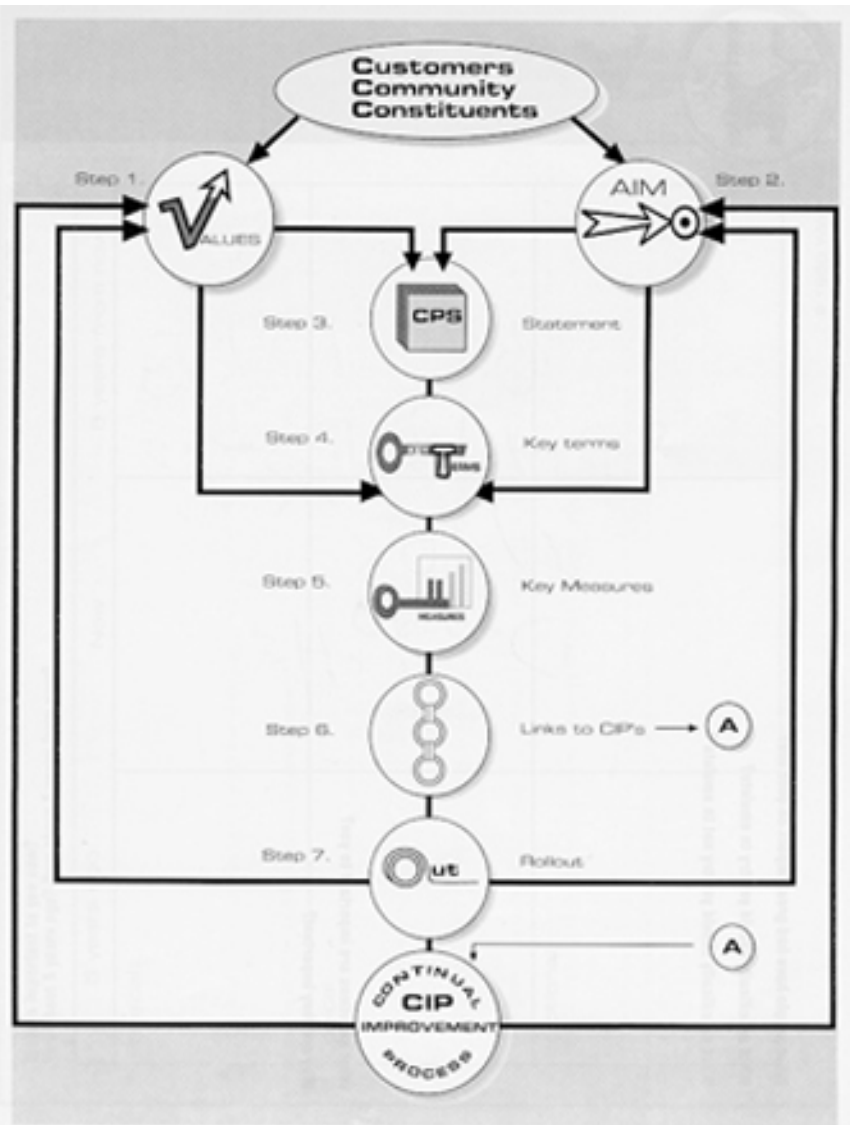 Customers
Community
Constituents
Step 1.
VALUES
AIM
Step 2.
Step 3.
CPS
Statement
Step 4.
TERMS
Key terms
Step 5.
MEASURES
Key Measures
Step 6.
Links to CIP's
A
Step 7.
Out
Rollout
A
CONTINUAL
CIP
IMPROVEMENT
PROCESS